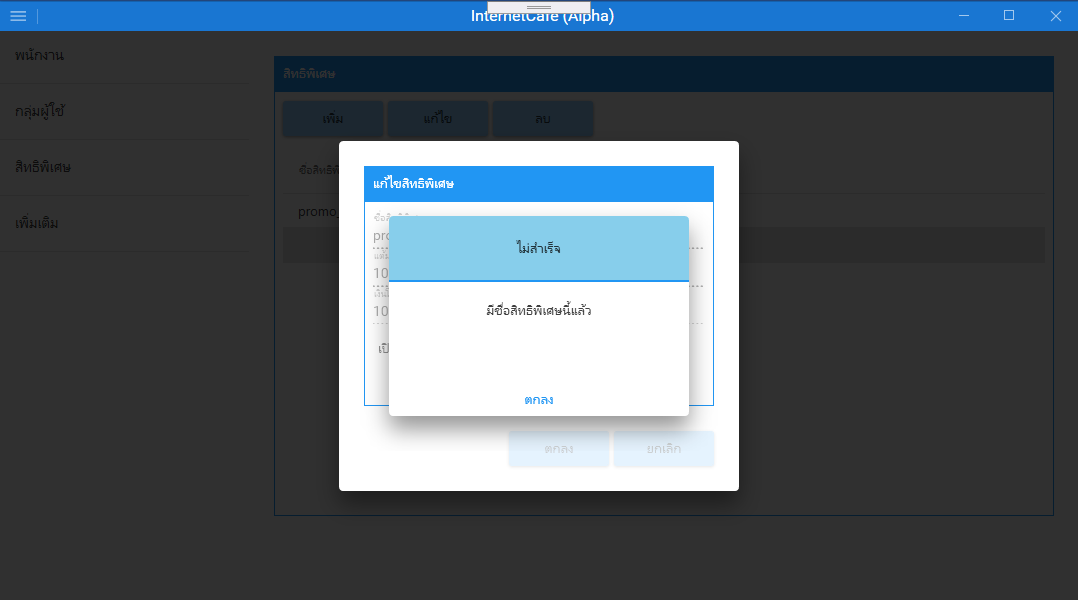 InternetCafe (Alpha)
พนักงาน
กลุ่มผู้ใช้
สิทธิพิเศษ
เพิ่มเติม
สิทธิพิเศษ
เพิ่ม
แก้ไข
ลบ
promo_
แก้ไขสิทธิพิเศษ
10
10
ไม่สำเร็จ
มีชื่อสิทธิพิเศษนี้แล้ว
ตกลง
ตกลง
ยกเลิก